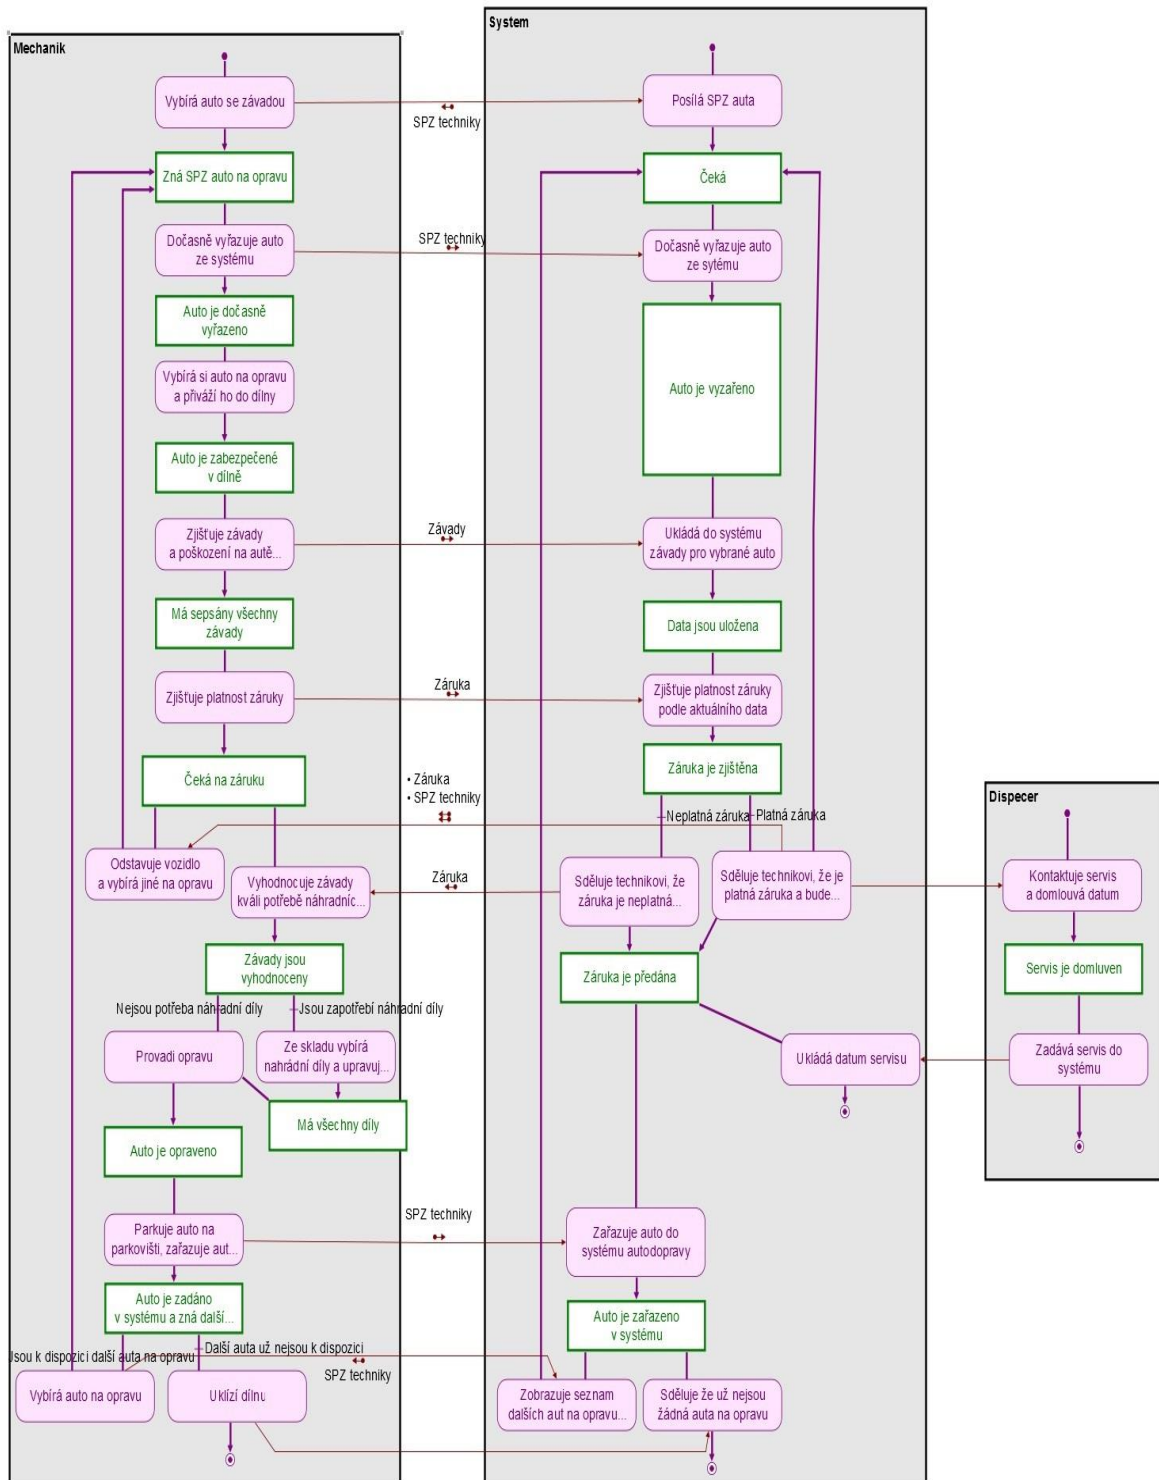 Mechanik
Vybírá auto se závadou
Zná SPZ auto na opravu
Dočasně vyřazuje auto
ze systému
Auto je dočasně
vyřazeno
Vybírá si auto na opravu
a přiváží ho do dílny
Auto je zabezpečené
v dílně
Zjišťuje závady
a poškození na autě...
Má sepsány všechny
závady
Zjišťuje platnost záruky
Čeká na záruku
Odstavuje vozidlo
a vybírá jiné na opravu
Vyhodnocuje závady
kváli potřebě náhradníc...
Závady jsou
vyhodnoceny
Nejsou potřeba náhradní díly
Jsou zapotřebí náhradní díly
Provadi opravu
Ze skladu vybírá
nahrádní díly a upravuj...
Má všechny díly
Auto je opraveno
Parkuje auto na
parkovišti, zařazuje aut...
Auto je zadáno
v systému a zná další...
Další auta už nejsou k dispozici
Jsou k dispozici další auta na opravu
Vybírá auto na opravu
Uklízí dílnu
SPZ techniky
SPZ techniky
Závady
Záruka
• Záruka
• SPZ techniky
Záruka
SPZ techniky
SPZ techniky
System
Posílá SPZ auta
Čeká
Dočasně vyřazuje auto
ze sytému
Auto je vyzařeno
Ukládá do systému
závady pro vybrané auto
Data jsou uložena
Zjišťuje platnost záruky
podle aktuálního data
Záruka je zjištěna
Neplatná záruka
Platná záruka
Sděluje technikovi, že
záruka je neplatná...
Sděluje technikovi, že je
platná záruka a bude...
Záruka je předána
Ukládá datum servisu
Zařazuje auto do
systému autodopravy
Auto je zařazeno
v systému
Zobrazuje seznam
dalších aut na opravu...
Sděluje že už nejsou
žádná auta na opravu
Dispecer
Kontaktuje servis
a domlouvá datum
Servis je domluven
Zadává servis do
systému